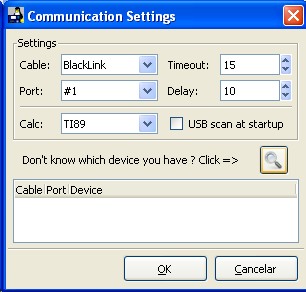 Communication Settings
Settings
Cable: BlackLink Timeout: 15
Port: #1 Delay: 10
Calc: TI89 USB scan at startup
Don't know which device you have ? Click =>
Cable Port Device
OK Cancelar